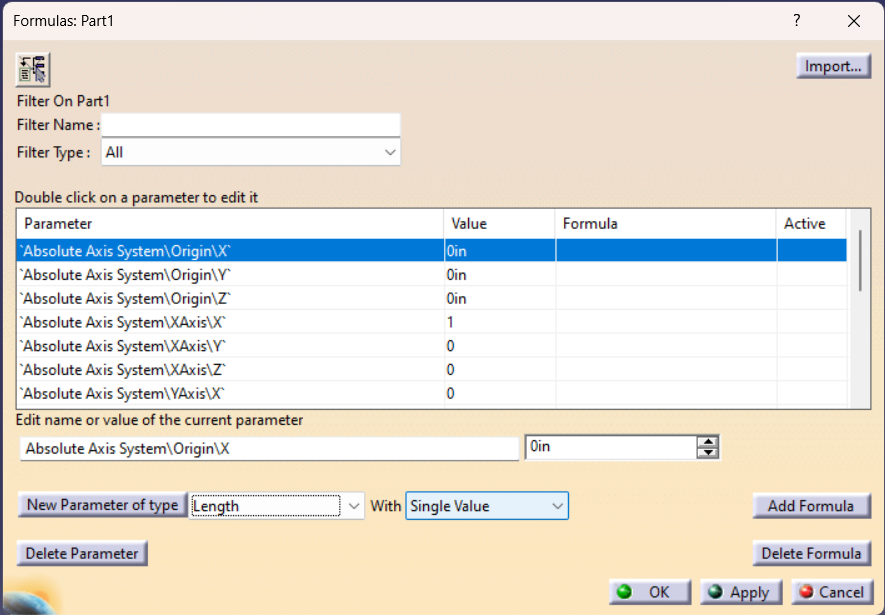 Formulas: Part1 ?
Import...
Filter On Part1
Filter Name :
Filter Type : All
Double click on a parameter to edit it
Parameter Value Formula Active
`Absolute Axis System\Origin\X` 0in
`Absolute Axis System\Origin\Y` 0in
`Absolute Axis System\Origin\Z` 0in
`Absolute Axis System\XAxis\X` 1
`Absolute Axis System\XAxis\Y` 0
`Absolute Axis System\XAxis\Z` 0
`Absolute Axis System\YAxis\X` 0
Edit name or value of the current parameter
Absolute Axis System\Origin\X 0in
New Parameter of type Length With Single Value Add Formula
Delete Parameter Delete Formula
OK Apply Cancel